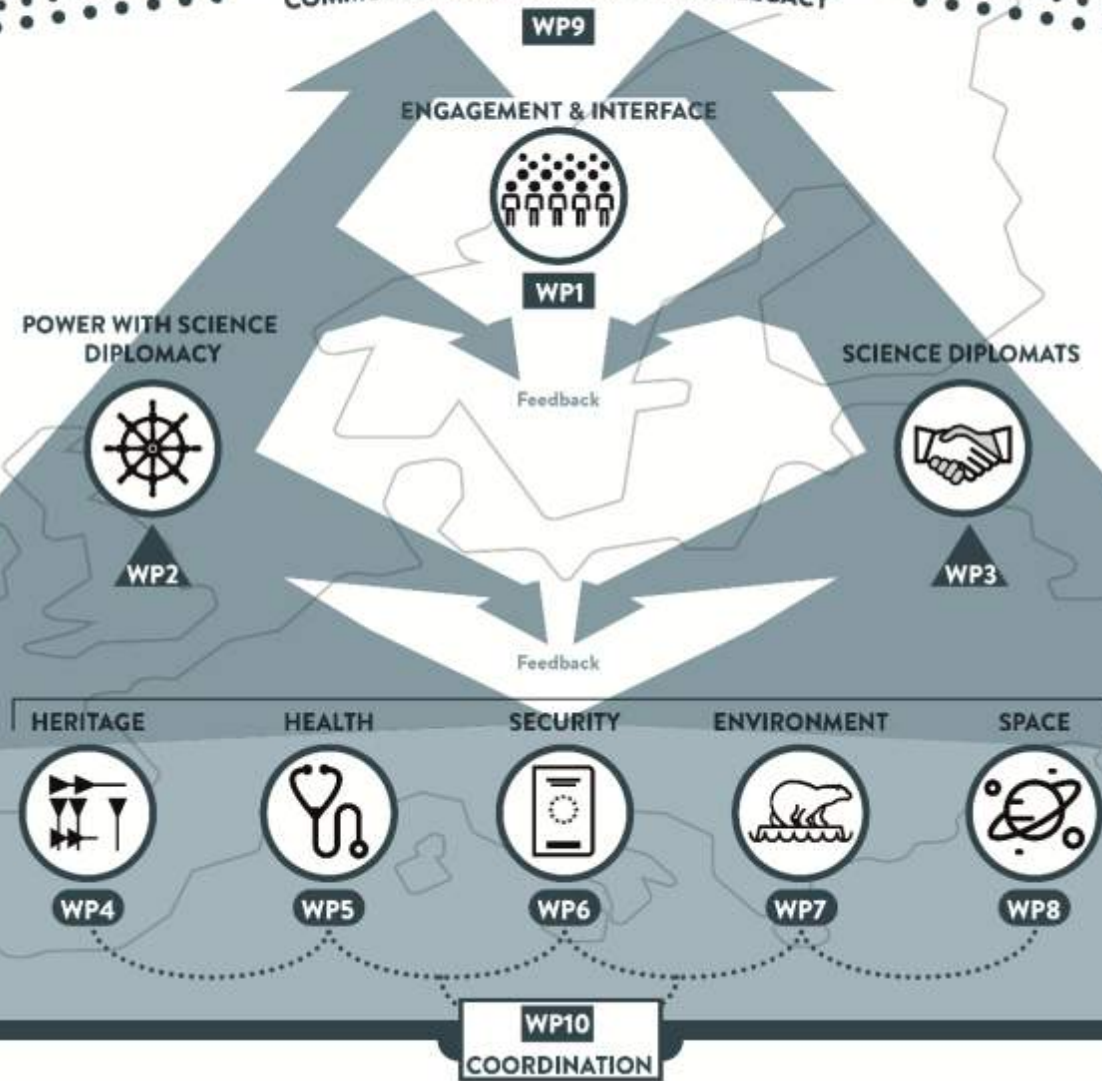 WP9
ENGAGEMENT & INTERFACE
WP1
POWER WITH SCIENCE
DIPLOMACY
SCIENCE DIPLOMATS
Feedback
WP2
WP3
Feedback
HERITAGE
HEALTH
SECURITY
ENVIRONMENT
SPACE
WP4
WP5
WP6
WP7
WP8
WP10
COORDINATION